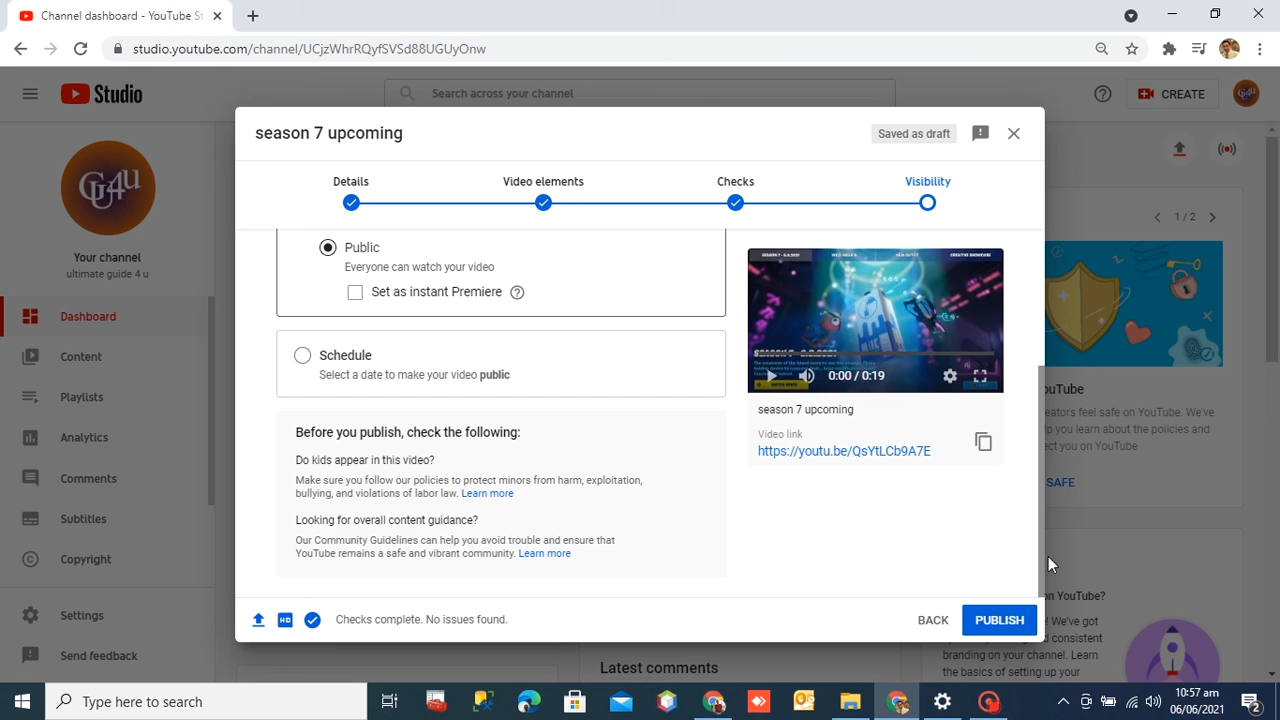 Channel dashboard - YouTube St
studio.youtube.com/channel/UCjzWhrRQyfSVSd88UGUyOnw
Studio
Search across your channel
CREATE
GU4U
Your channel
ultimate guide 4 u
Dashboard
Content
Playlists
Analytics
Comments
Subtitles
Copyright
Settings
Send feedback
season 7 upcoming
Saved as draft
Details
Video elements
Checks
Visibility
Public
Everyone can watch your video
Set as instant Premiere
Schedule
Select a date to make your video public
Before you publish, check the following:
Do kids appear in this video?
Make sure you follow our policies to protect minors from harm, exploitation,
bullying, and violations of labor law. Learn more
Looking for overall content guidance?
Our Community Guidelines can help you avoid trouble and ensure that
YouTube remains a safe and vibrant community. Learn more
0:00 / 0:19
season 7 upcoming
Video link
https://youtu.be/QsYtLCb9A7E
HD
Checks complete. No issues found.
BACK
PUBLISH
1 / 2
ouTube
eators feel safe on YouTube. We've
p you learn about the policies and
ect you on YouTube
SAFE
on YouTube?
! We've got
nd consistent
branding on your channel. Learn
the basics of setting up your
Latest comments
Type here to search
10:57 am
06/06/2021
2